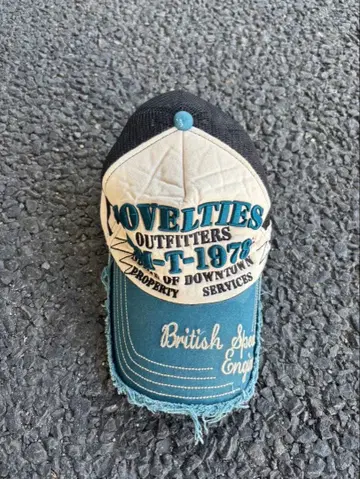 NOVELTIES
OUTFITTERS
M-T-1978
OF DOWNTOWN
PROPERTY SERVICES
British